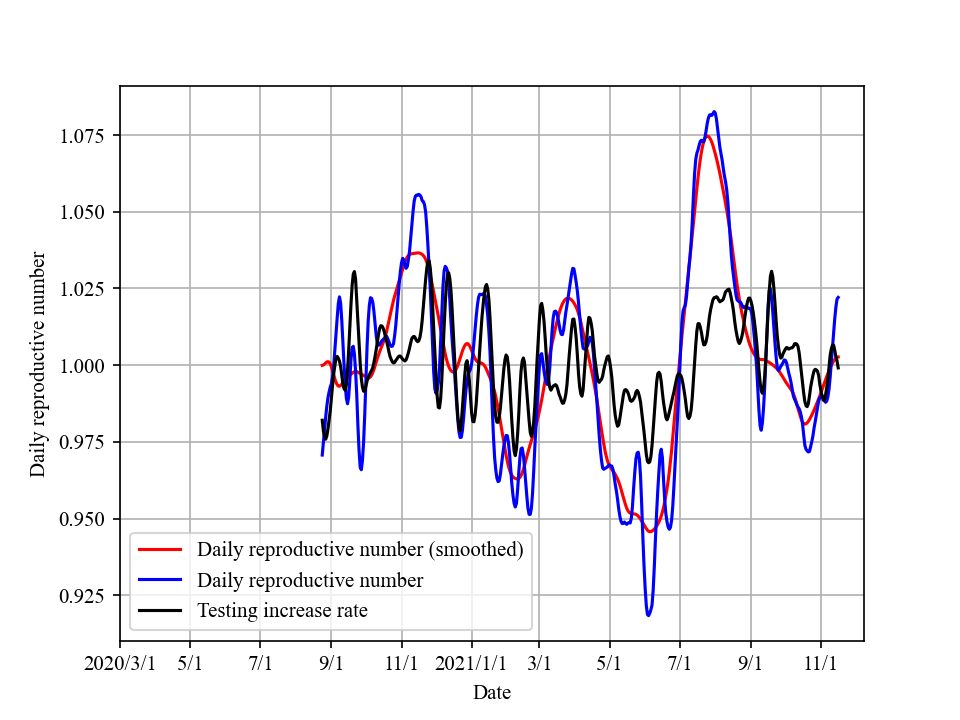 1.075
1.050
1.025
1.000
0.975
0.950
0.925
Daily reproductive number
Daily reproductive number (smoothed)
Daily reproductive number
Testing increase rate
2020/3/1 5/1 7/1 9/1 11/1 2021/1/1 3/1 5/1 7/1 9/1 11/1
Date